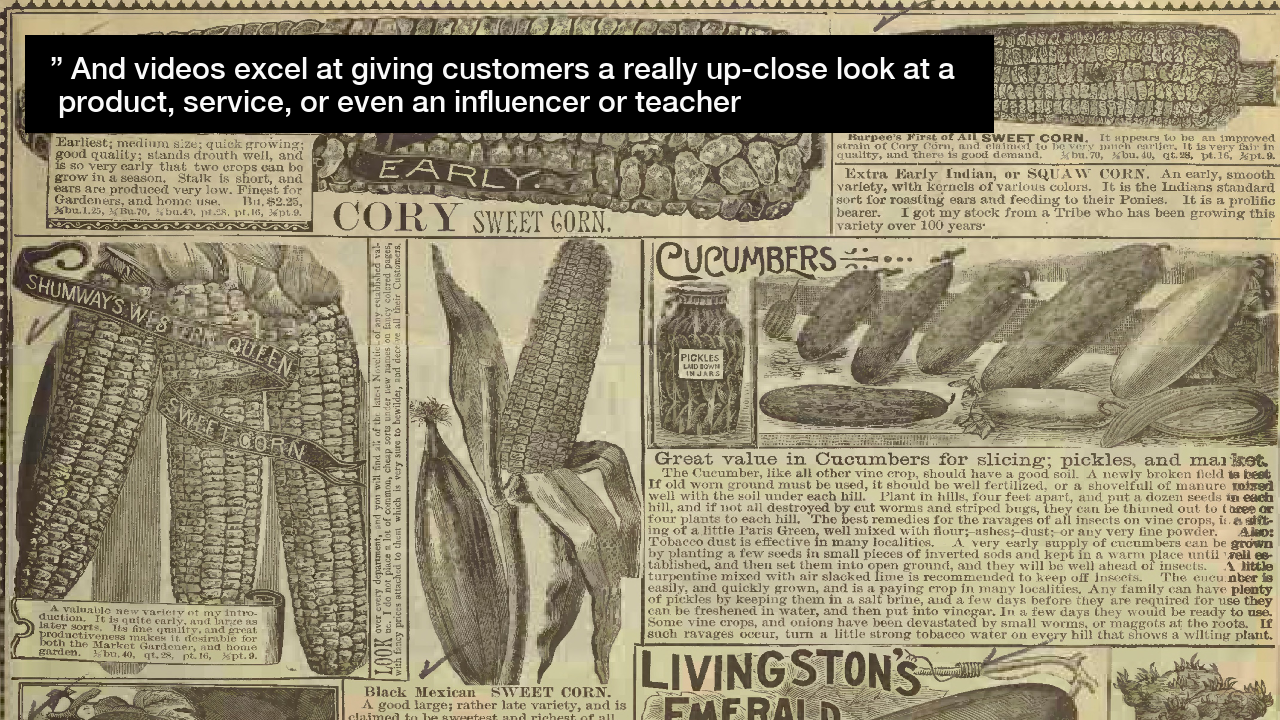 ” And videos excel at giving customers a really up-close look at a
product, service, or even an influencer or teacher
Earliest; medium size; quick growing;
good quality; stands drouth well, and
is so very early that two crops can be
grow in a season. Stalk is short, and
ears are produced very low. Finest for
Gardeners, and home use. Bu, $2.25,
EARLY.
CORY SWEET CORN.
Burpee's First of All SWEET CORN. It appears to be an improved
strain of Cory Corn, and claimed to be very much earlier. It is very fair in
quality, and there is good demand. ¼bu.70, ⅛bu,40, qt.28, pt.16, ½pt.9.
Extra Early Indian, or SQUAW CORN. An early, smooth
variety, with kernels of various colors. It is the Indians standard
sort for roasting ears and feeding to their Ponies. It is a prolific
bearer. I got my stock from a Tribe who has been growing this
variety over 100 years·
SHUMWAY'S WESTERN QUEEN
SWEET CORN
A valuable new variety of my intro-
duction. It is quite early, and large as
later sorts. Its fine quality, and great
productiveness makes it desirable for
both the Market Gardener, and home
garden. ⅛bu.40, qt.28, pt.16, ½pt.9.
LOOK over every department, and you will find all of the latest Novelties of any established val-
ue. I do not place a lot of common, cheap sorts under new names on fancy colored pages,
with fancy prices attached to them which is very sure to bewilder, and deceive all their Customers.
Black Mexican SWEET CORN.
A good large; rather late variety, and is
claimed to be sweetest and richest of all
CUCUMBERS
PICKLES
LAID DOWN
IN JARS
Great value in Cucumbers for slicing; pickles, and market.
The Cucumber, like all other vine crop, should have a good soil. A newly broken field is best
If old worn ground must be used, it should be well fertilized, or a shovelfull of manure mixed
well with the soil under each hill. Plant in hills, four feet apart, and put a dozen seeds in each
hill, and if not all destroyed by cut worms and striped bugs, they can be thinned out to three or
four plants to each hill. The best remedies for the ravages of all insects on vine crops, is a sift-
ing of a little Paris Green, well mixed with flour;–ashes;–dust;–or any very fine powder. Also:
Tobacco dust is effective in many localities. A very early supply of cucumbers can be grown
by planting a few seeds in small pieces of inverted sods and kept in a warm place until well es-
tablished, and then set them into open ground, and they will be well ahead of insects. A little
turpentine mixed with air slacked lime is recommended to keep off insects. The cucumber is
easily, and quickly grown, and is a paying crop in many localities. Any family can have plenty
of pickles by keeping them in a salt brine, and a few days before they are required for use they
can be freshened in water, and then put into vinegar. In a few days they would be ready to use.
Some vine crops, and onions have been devastated by small worms, or maggots at the roots. If
such ravages occur, turn a little strong tobacco water on every hill that shows a wilting plant.
LIVINGSTON'S
EMERALD